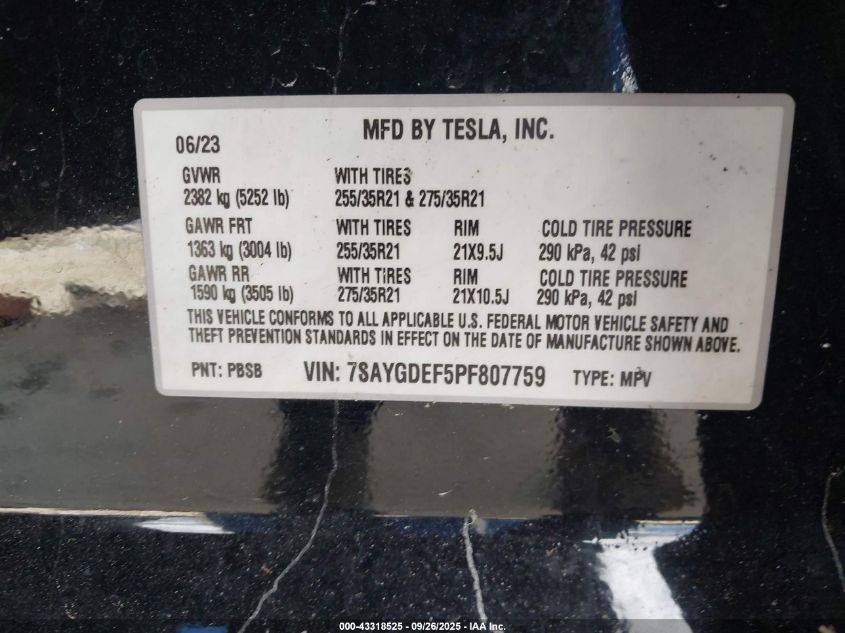 06/23
MFD BY TESLA, INC.
GVWR WITH TIRES
2382 kg (5252 lb) 255/35R21 & 275/35R21
GAWR FRT WITH TIRES RIM COLD TIRE PRESSURE
1363 kg (3004 lb) 255/35R21 21X9.5J 290 kPa, 42 psi
GAWR RR WITH TIRES RIM COLD TIRE PRESSURE
1590 kg (3505 lb) 275/35R21 21X10.5J 290 kPa, 42 psi
THIS VEHICLE CONFORMS TO ALL APPLICABLE U.S. FEDERAL MOTOR VEHICLE SAFETY AND
THEFT PREVENTION STANDARDS IN EFFECT ON THE DATE OF MANUFACTURE SHOWN ABOVE.
PNT: PBSB VIN: 7SAYGDEF5PF807759 TYPE: MPV
000-43318525 - 09/26/2025 - IAA Inc.